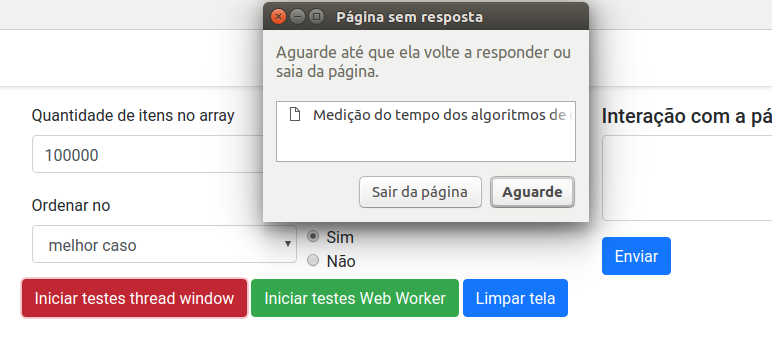 Página sem resposta
Aguarde até que ela volte a responder ou
saia da página.
Medição do tempo dos algoritmos de
Sair da página
Aguarde
Quantidade de itens no array
100000
Ordenar no
melhor caso
Sim
Não
Iniciar testes thread window
Iniciar testes Web Worker
Limpar tela
Interação com a pá
Enviar